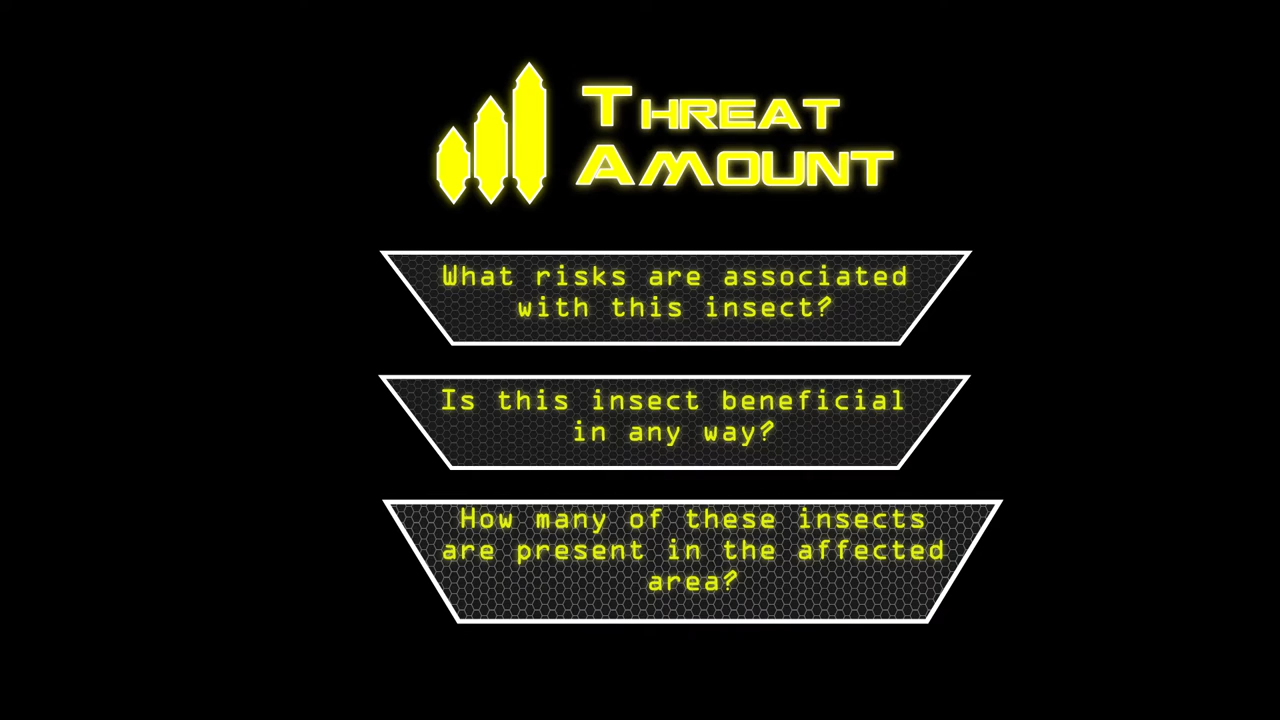 Threat
Amount
What risks are associated
with this insect?
Is this insect beneficial
in any way?
How many of these insects
are present in the affected
area?